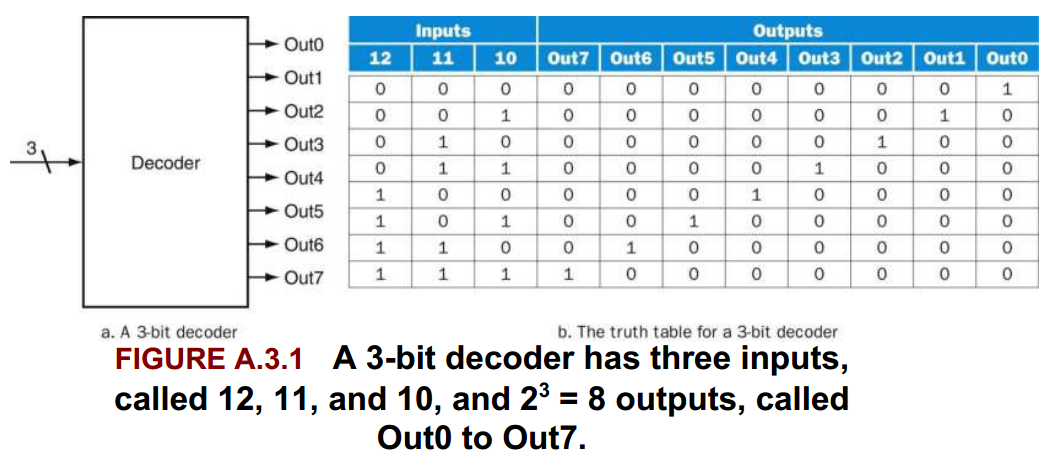 Out0
Out1
Out2
Out3
Out4
Out5
Out6
Out7
3
Decoder
Inputs Outputs
12 11 10 Out7 Out6 Out5 Out4 Out3 Out2 Out1 Out0
0 0 0 0 0 0 0 0 0 0 1
0 0 1 0 0 0 0 0 0 1 0
0 1 0 0 0 0 0 0 1 0 0
0 1 1 0 0 0 0 1 0 0 0
1 0 0 0 0 0 1 0 0 0 0
1 0 1 0 0 1 0 0 0 0 0
1 1 0 0 1 0 0 0 0 0 0
1 1 1 1 0 0 0 0 0 0 0
a. A 3-bit decoder
b. The truth table for a 3-bit decoder
FIGURE A.3.1 A 3-bit decoder has three inputs,
called 12, 11, and 10, and 2³ = 8 outputs, called
Out0 to Out7.